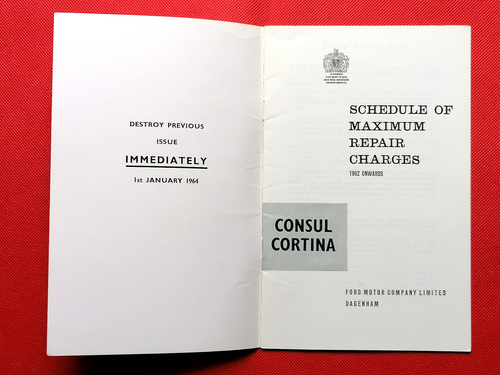 DESTROY PREVIOUS
ISSUE
IMMEDIATELY
1st JANUARY 1964
SCHEDULE OF
MAXIMUM
REPAIR
CHARGES
1962 ONWARDS
CONSUL
CORTINA
FORD MOTOR COMPANY LIMITED
DAGENHAM